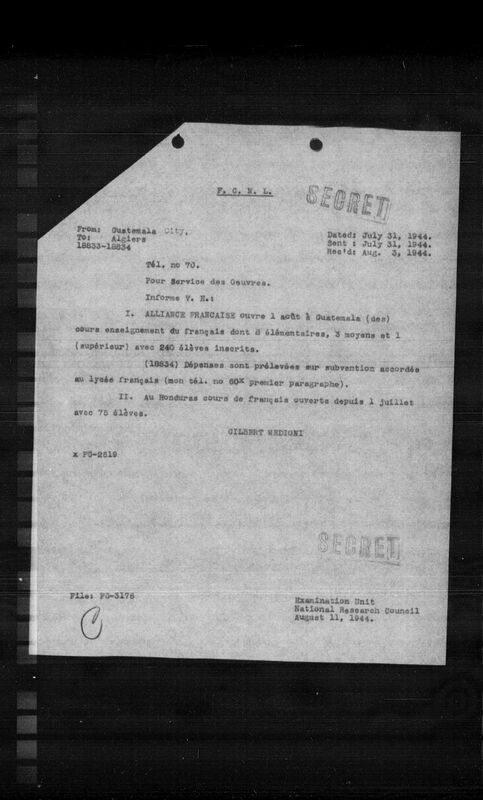 F. C. N. L.
SECRET
From: Guatemala City.
To: Algiers
18833-18834
Dated: July 31, 1944.
Sent : July 31, 1944.
Rec'd: Aug. 3, 1944.
Tél. no 70.
Pour Service des Oeuvres.
Informe V. E.:
I. ALLIANCE FRANCAISE ouvre 1 août à Guatemala (des)
cours enseignement du français dont 8 élémentaires, 3 moyens et 1
(supérieur) avec 240 élèves inscrits.
(18834) Dépenses sont prélevées sur subvention accordée
au lycée français (mon tél. no 60x premier paragraphe).
II. Au Honduras cours de français ouverts depuis 1 juillet
avec 75 élèves.
GILBERT MEDIONI
x FG-2619
SECRET
File: FG-3176
C
Examination Unit
National Research Council
August 11, 1944.